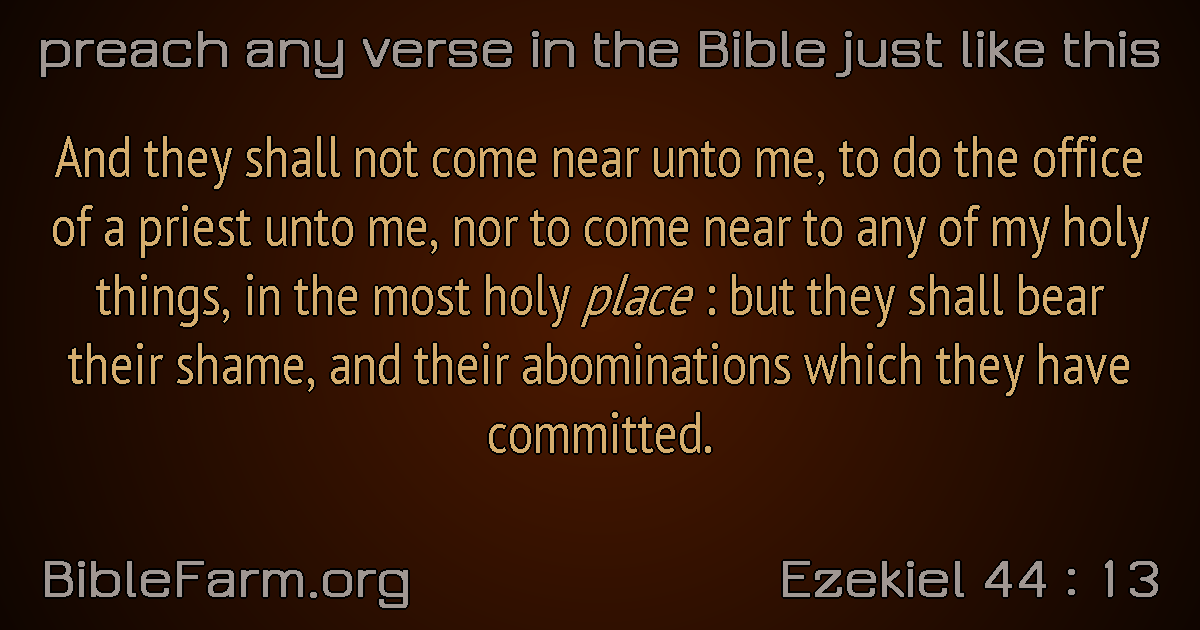 preach any verse in the Bible just like this
And they shall not come near unto me, to do the office
of a priest unto me, nor to come near to any of my holy
things, in the most holy place : but they shall bear
their shame, and their abominations which they have
committed.
BibleFarm.org
Ezekiel 44 : 13